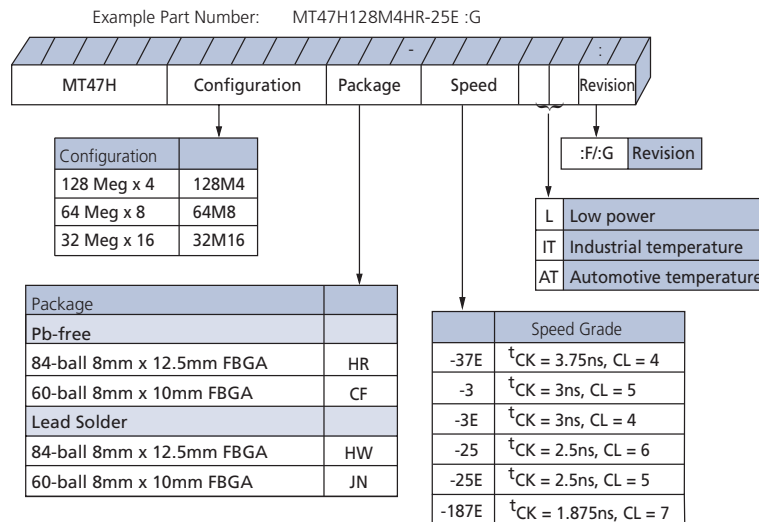 Example Part Number: MT47H128M4HR-25E :G
- :
MT47H Configuration Package Speed Revision
:F/:G Revision
Configuration
128 Meg x 4 128M4
64 Meg x 8 64M8
32 Meg x 16 32M16
L Low power
IT Industrial temperature
AT Automotive temperature
Package
Pb-free
84-ball 8mm x 12.5mm FBGA HR
60-ball 8mm x 10mm FBGA CF
Lead Solder
84-ball 8mm x 12.5mm FBGA HW
60-ball 8mm x 10mm FBGA JN
Speed Grade
-37E tCK = 3.75ns, CL = 4
-3 tCK = 3ns, CL = 5
-3E tCK = 3ns, CL = 4
-25 tCK = 2.5ns, CL = 6
-25E tCK = 2.5ns, CL = 5
-187E tCK = 1.875ns, CL = 7